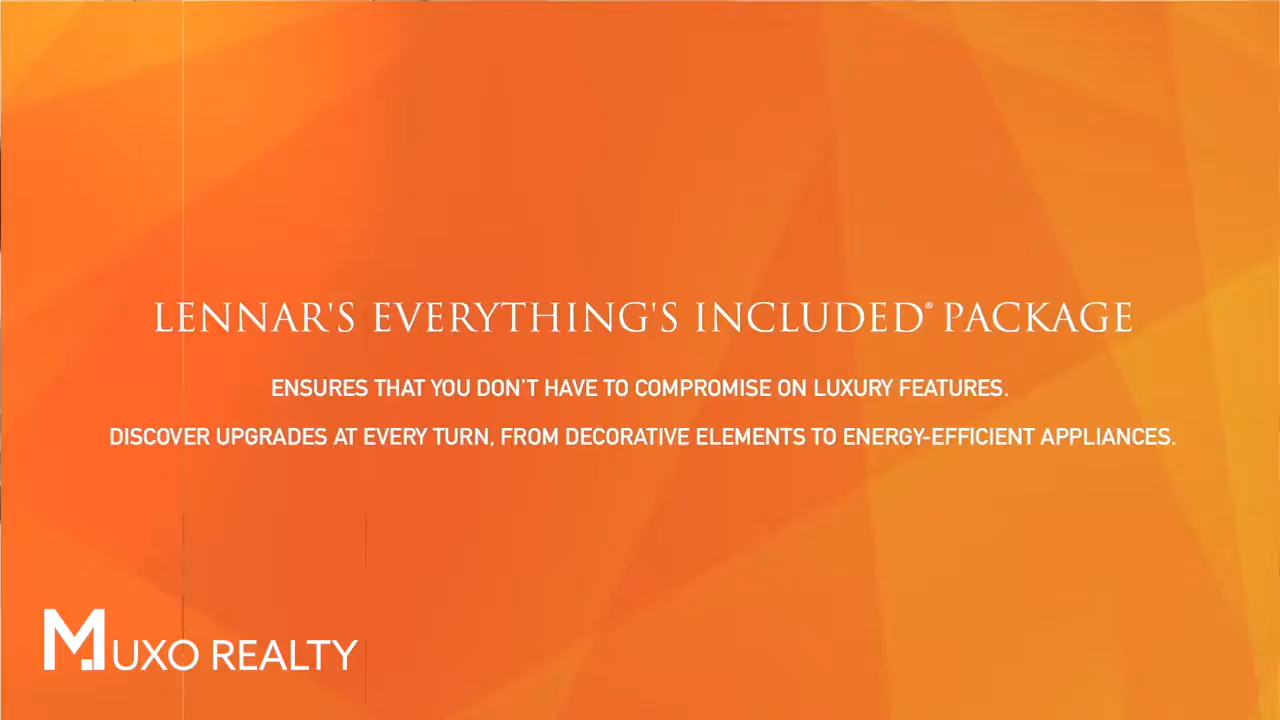 LENNAR'S EVERYTHING'S INCLUDED® PACKAGE
ENSURES THAT YOU DON'T HAVE TO COMPROMISE ON LUXURY FEATURES.
DISCOVER UPGRADES AT EVERY TURN, FROM DECORATIVE ELEMENTS TO ENERGY-EFFICIENT APPLIANCES.
MUXO REALTY